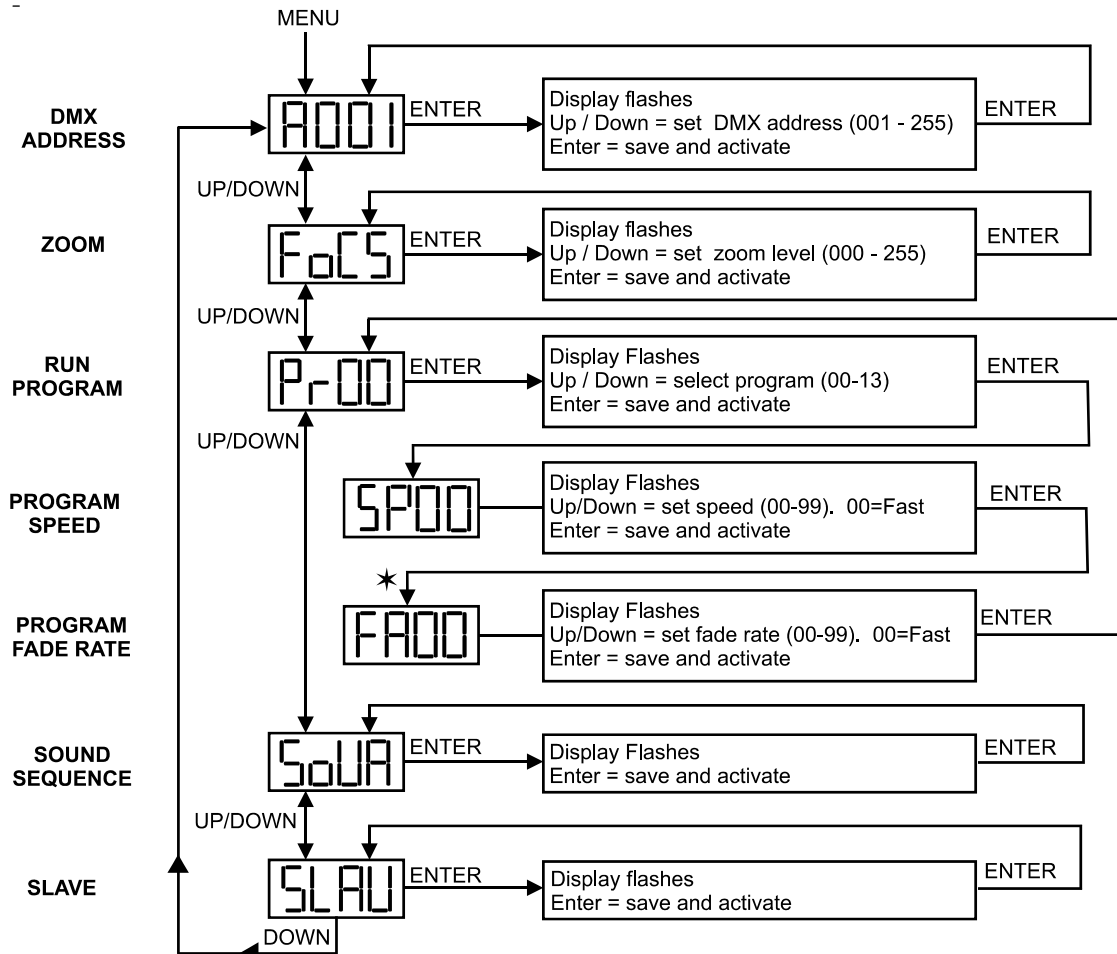 MENU
DMX
ADDRESS
A001
ENTER
Display flashes
Up / Down = set DMX address (001 - 255)
Enter = save and activate
ENTER
UP/DOWN
ZOOM
FoCS
ENTER
Display flashes
Up / Down = set zoom level (000 - 255)
Enter = save and activate
ENTER
UP/DOWN
RUN
PROGRAM
Pr00
ENTER
Display Flashes
Up / Down = select program (00-13)
Enter = save and activate
ENTER
UP/DOWN
PROGRAM
SPEED
SP00
Display Flashes
Up/Down = set speed (00-99). 00=Fast
Enter = save and activate
ENTER
*
PROGRAM
FADE RATE
FA00
Display Flashes
Up/Down = set fade rate (00-99). 00=Fast
Enter = save and activate
ENTER
SOUND
SEQUENCE
SoUA
ENTER
Display Flashes
Enter = save and activate
ENTER
UP/DOWN
SLAVE
SLAU
ENTER
Display flashes
Enter = save and activate
ENTER
DOWN